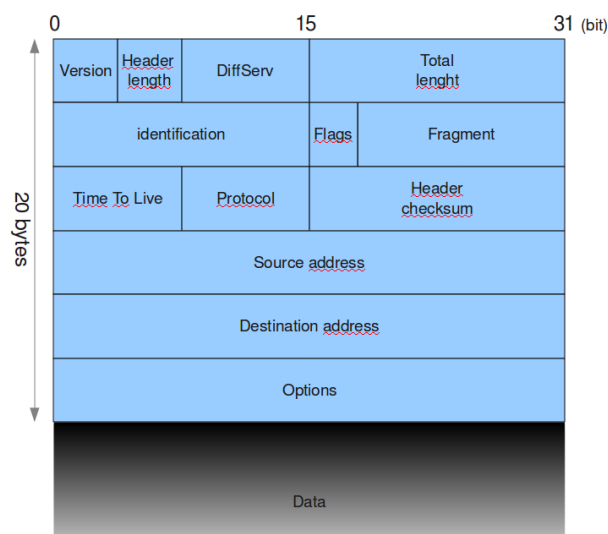 0 15 31 (bit)
Version Header length DiffServ Total lenght
identification Flags Fragment
Time To Live Protocol Header checksum
Source address
Destination address
Options
20 bytes
Data